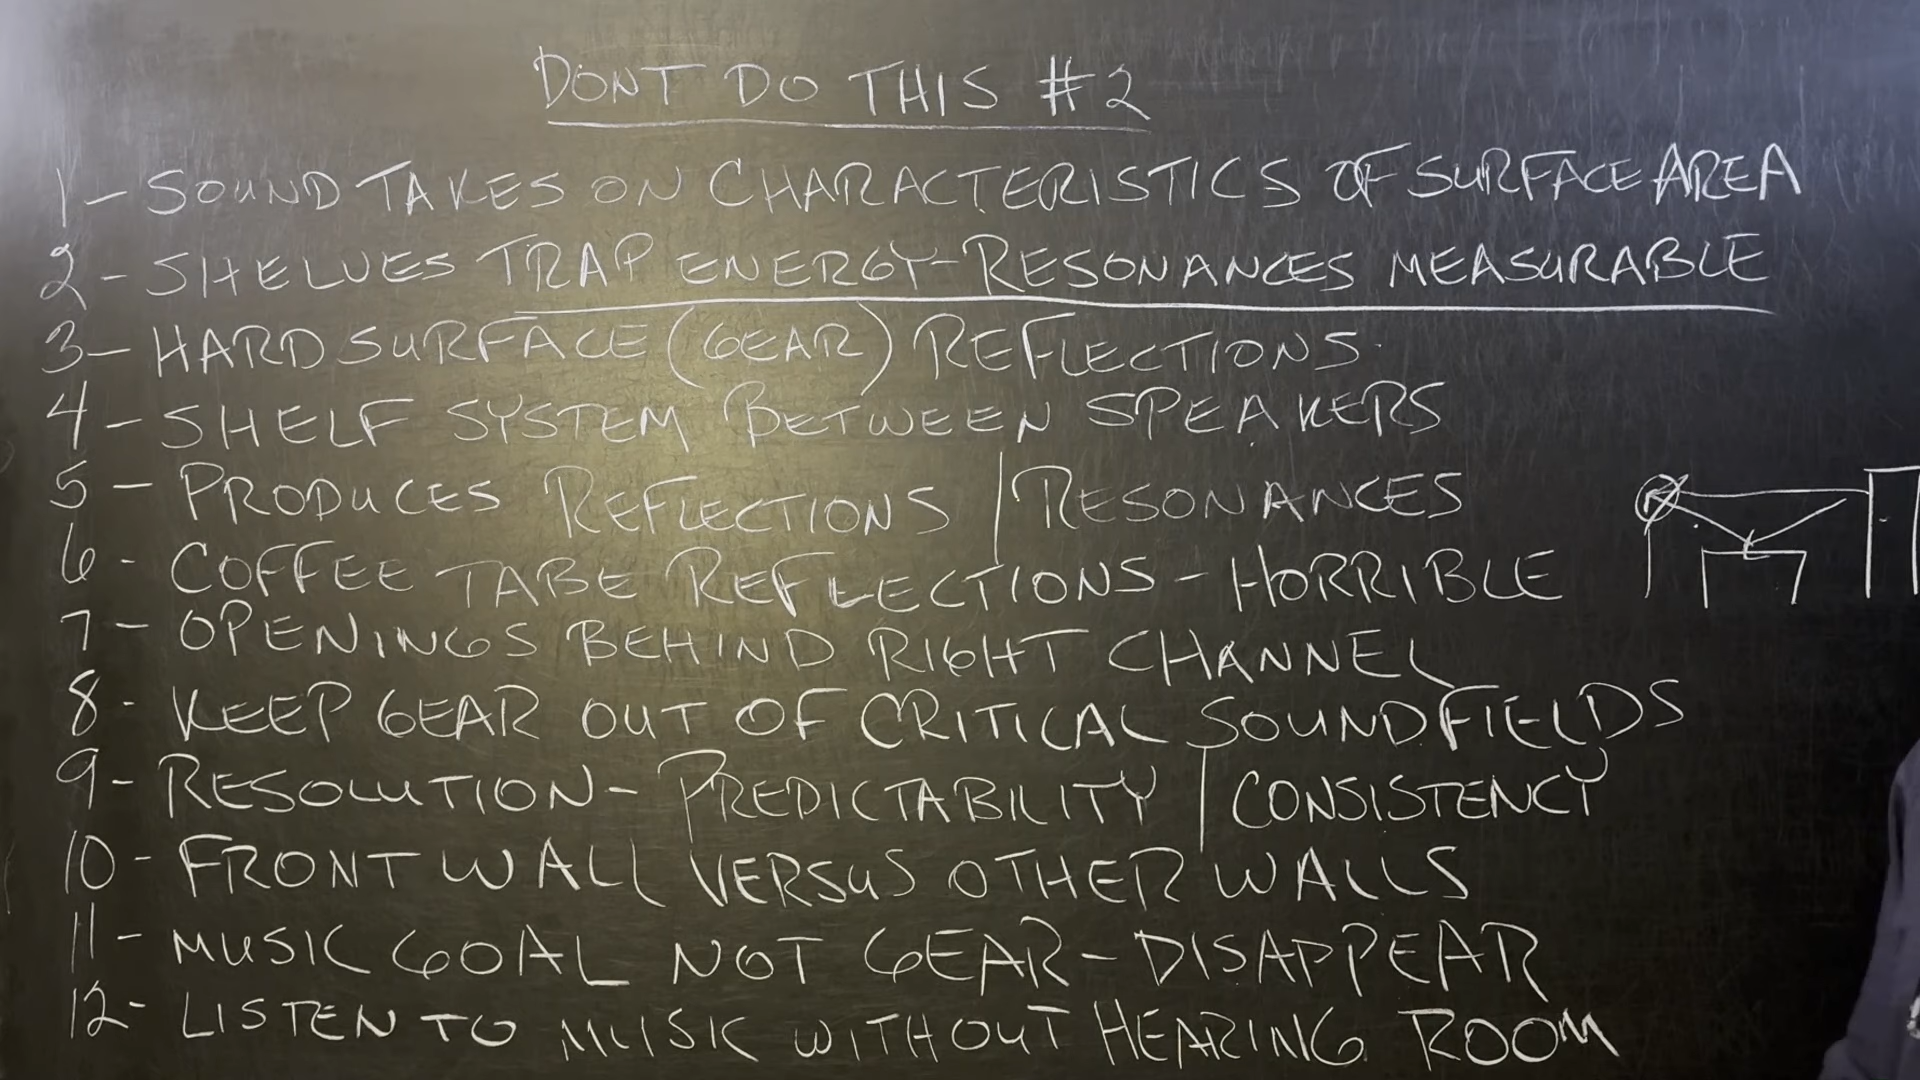 DONT DO THIS #2
1- SOUND TAKES ON CHARACTERISTICS OF SURFACE AREA
2- SHELVES TRAP ENERGY-RESONANCES MEASURABLE
3- HARD SURFACE (GEAR) REFLECTIONS.
4- SHELF SYSTEM BETWEEN SPEAKERS
5- PRODUCES REFLECTIONS | RESONANCES
6- COFFEE TABE REFLECTIONS - HORRIBLE
7- OPENINGS BEHIND RIGHT CHANNEL
8- KEEP GEAR OUT OF CRITICAL SOUNDFIELDS
9- RESOLUTION- PREDICTABILITY | CONSISTENCY
10- FRONT WALL VERSUS OTHER WALLS
11- MUSIC GOAL NOT GEAR-DISAPPEAR
12- LISTEN TO MUSIC WITHOUT HEARING ROOM